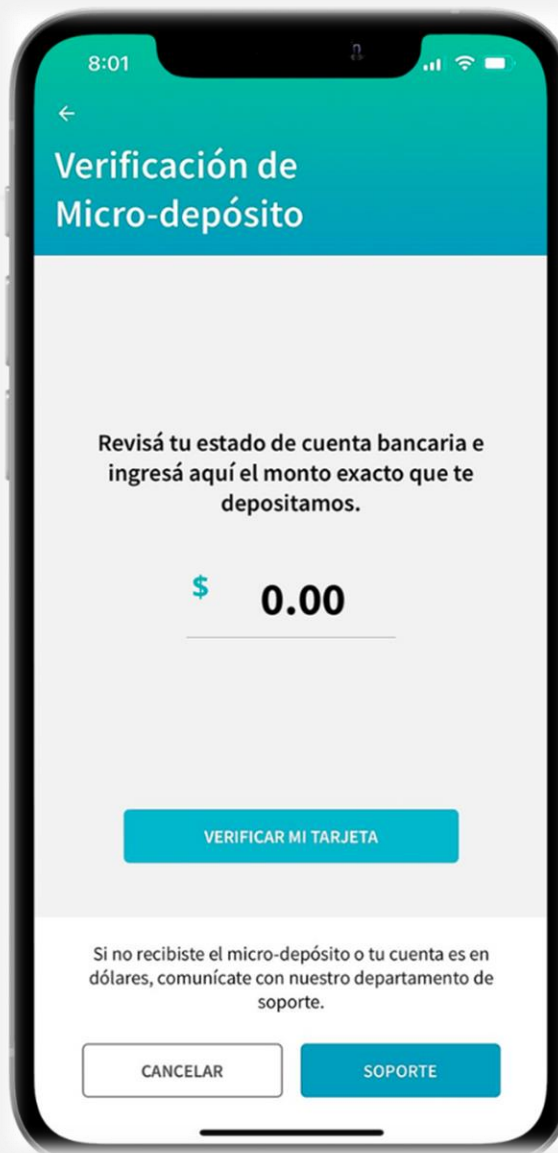 8:01
Verificación de
Micro-depósito
Revisá tu estado de cuenta bancaria e
ingresá aquí el monto exacto que te
depositamos.
$ 0.00
VERIFICAR MI TARJETA
Si no recibiste el micro-depósito o tu cuenta es en
dólares, comunícate con nuestro departamento de
soporte.
CANCELAR
SOPORTE